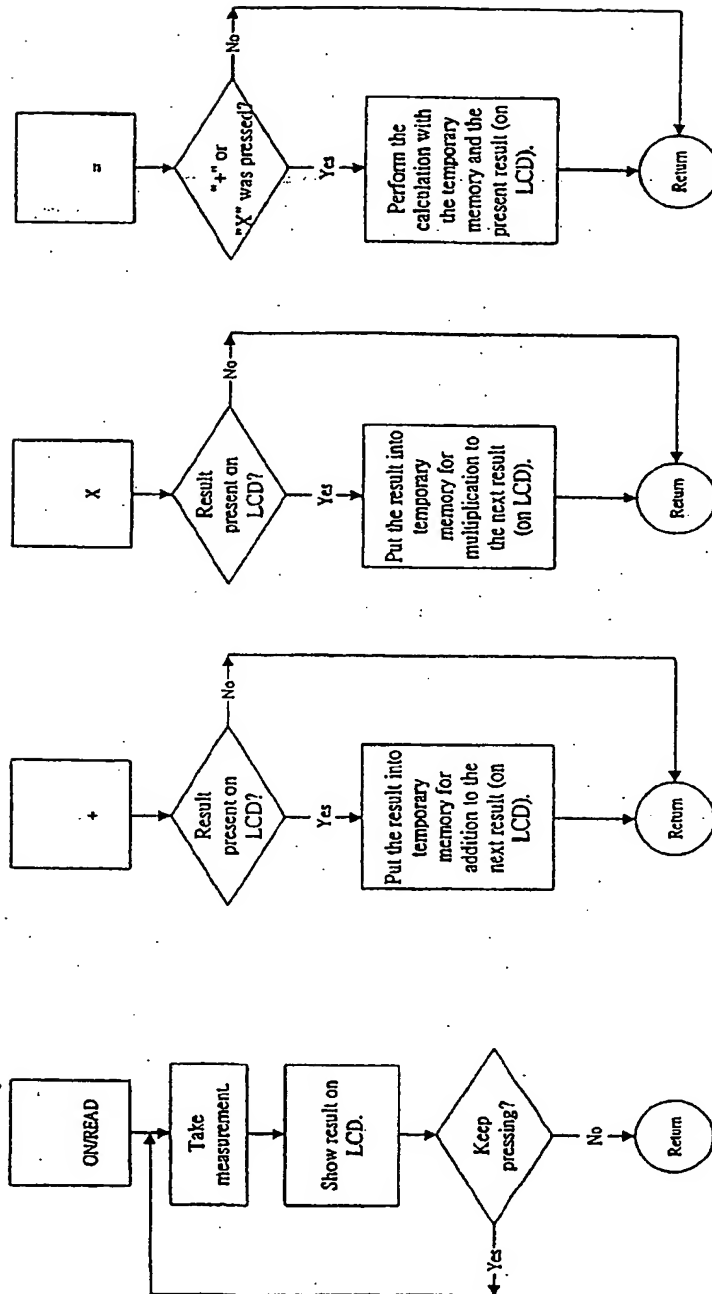 ON/READ
Take
measurement.
Show result on
LCD.
Keep
pressing?
Yes
No
Return
+
Result
present on
LCD?
No
Yes
Put the result into
temporary
memory for
addition to the
next result (on
LCD).
Return
X
Result
present on
LCD?
No
Yes
Put the result into
temporary
memory for
multiplication to
the next result
(on LCD).
Return
=
"+" or
"X" was pressed?
No
Yes
Perform the
calculation with
the temporary
memory and the
present result (on
LCD).
Return